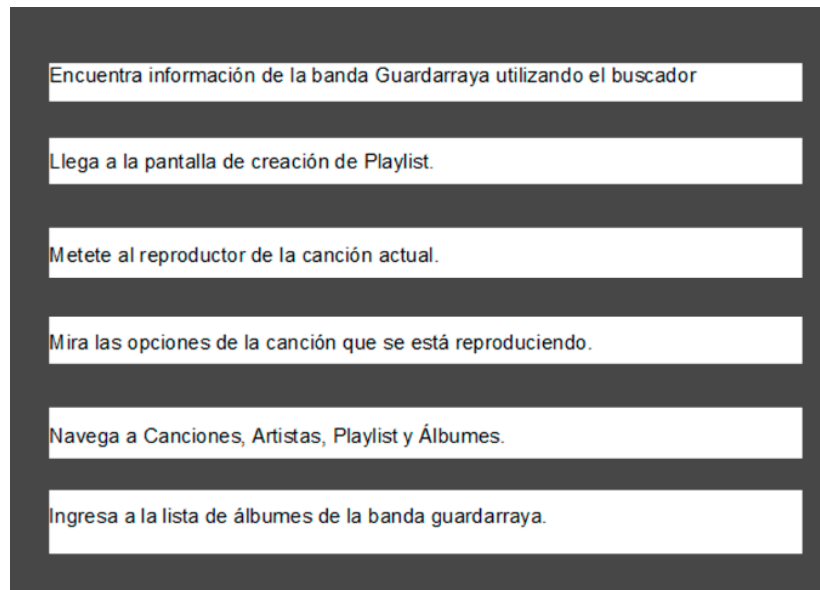 Encuentra información de la banda Guardarraya utilizando el buscador
Llega a la pantalla de creación de Playlist.
Metete al reproductor de la canción actual.
Mira las opciones de la canción que se está reproduciendo.
Navega a Canciones, Artistas, Playlist y Álbumes.
Ingresa a la lista de álbumes de la banda guardarraya.